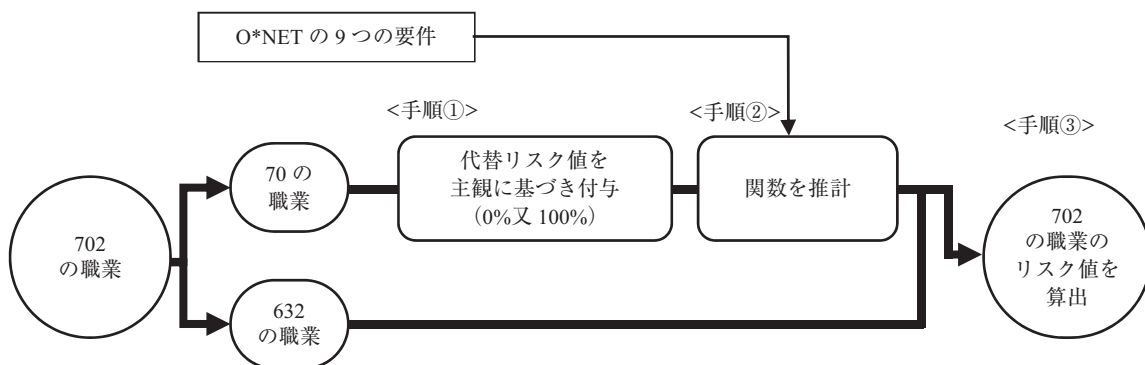 O*NET の 9 つの要件
<手順①>
<手順②>
<手順③>
702
の職業
70 の
職業
代替リスク値を
主観に基づき付与
（0%又 100%）
関数を推計
702
の職業の
リスク値を
算出
632
の職業